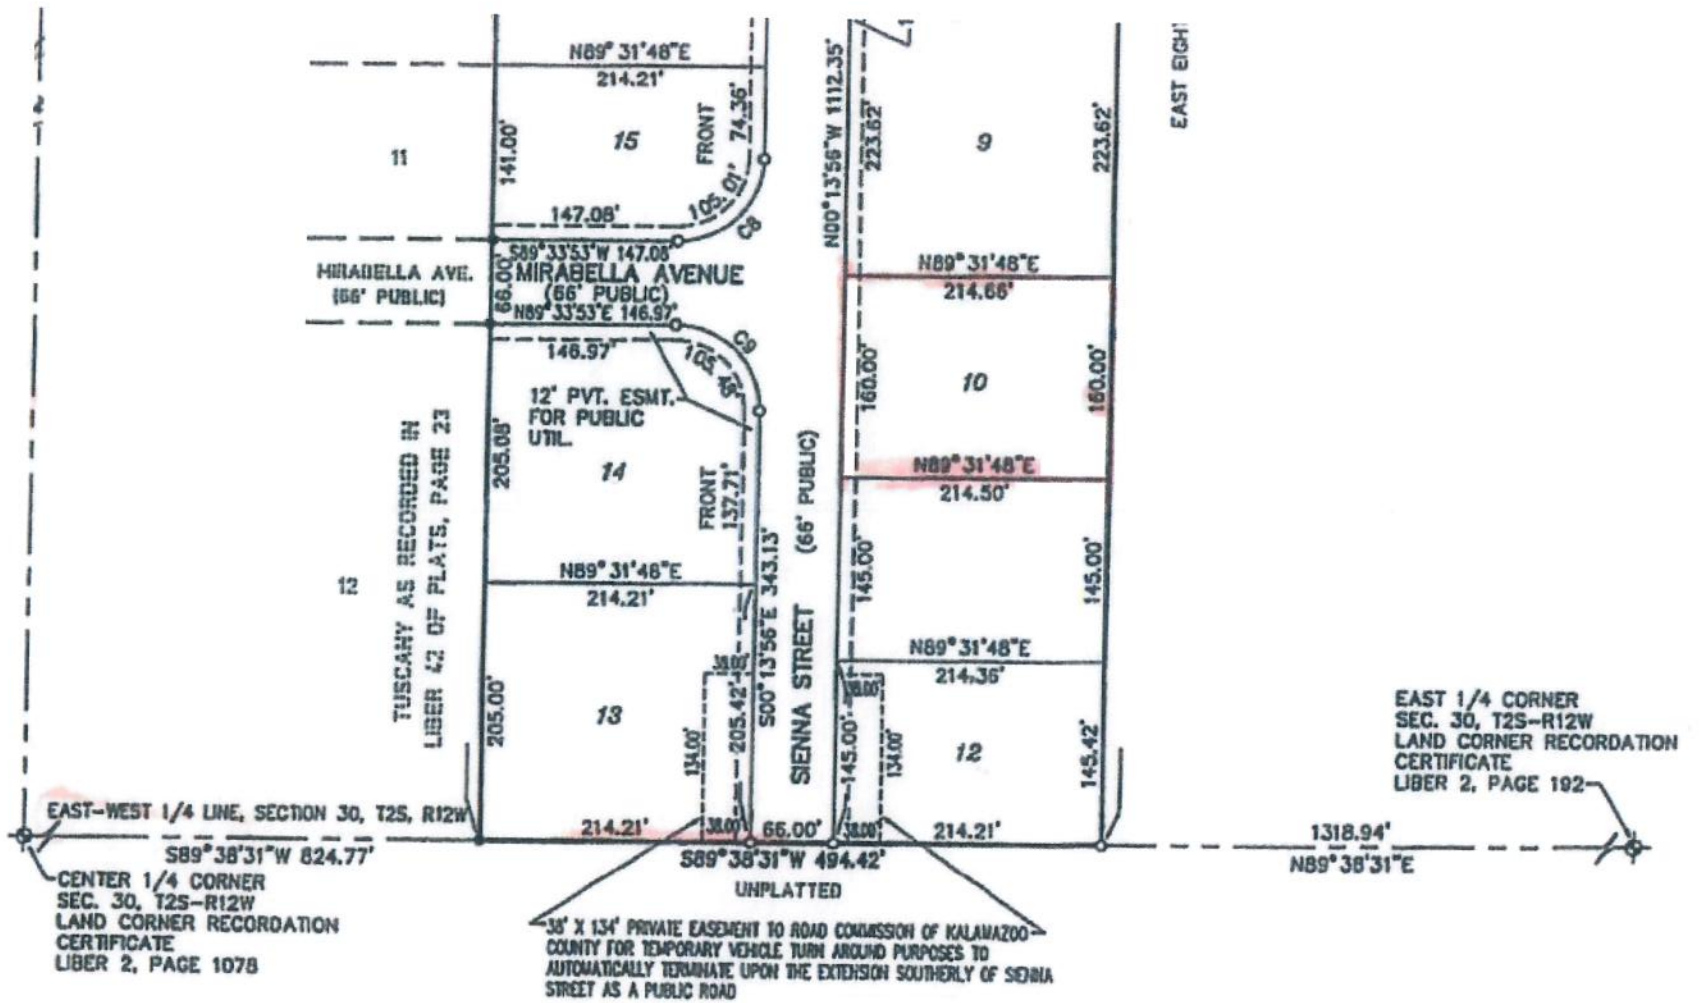 N89°31'48"E
214.21'
141.00'
15
FRONT
74.36'
105.01'
C8
147.08'
S89°33'53"W 147.08'
11
MIRABELLA AVE.
(66' PUBLIC)
66.00'
MIRABELLA AVENUE
(66' PUBLIC)
N89°33'53"E 146.97'
146.97'
C9
12' PVT. ESMT.
FOR PUBLIC
UTIL.
205.08'
14
FRONT
137.71'
TUSCANY AS RECORDED IN
LIBER 42 OF PLATS, PAGE 23
12
N89°31'48"E
214.21'
S00°13'56"E 343.13'
SIENNA STREET (66' PUBLIC)
38.00'
205.00'
13
134.00'
205.42'
38.00'
214.21'
66.00'
N00°13'56"W 1112.35'
1
EAST EIGH
223.62'
9
223.62'
N89°31'48"E
214.66'
160.00'
10
160.00'
N89°31'48"E
214.50'
145.00'
145.00'
N89°31'48"E
214.36'
38.00'
145.00'
134.00'
12
145.42'
38.00'
214.21'
EAST 1/4 CORNER
SEC. 30, T2S-R12W
LAND CORNER RECORDATION
CERTIFICATE
LIBER 2, PAGE 192
EAST-WEST 1/4 LINE, SECTION 30, T2S, R12W
S89°38'31"W 824.77'
S89°38'31"W 494.42'
1318.94'
N89°38'31"E
UNPLATTED
CENTER 1/4 CORNER
SEC. 30, T2S-R12W
LAND CORNER RECORDATION
CERTIFICATE
LIBER 2, PAGE 1078
38' X 134' PRIVATE EASEMENT TO ROAD COMMISSION OF KALAMAZOO
COUNTY FOR TEMPORARY VEHICLE TURN AROUND PURPOSES TO
AUTOMATICALLY TERMINATE UPON THE EXTENSION SOUTHERLY OF SIENNA
STREET AS A PUBLIC ROAD